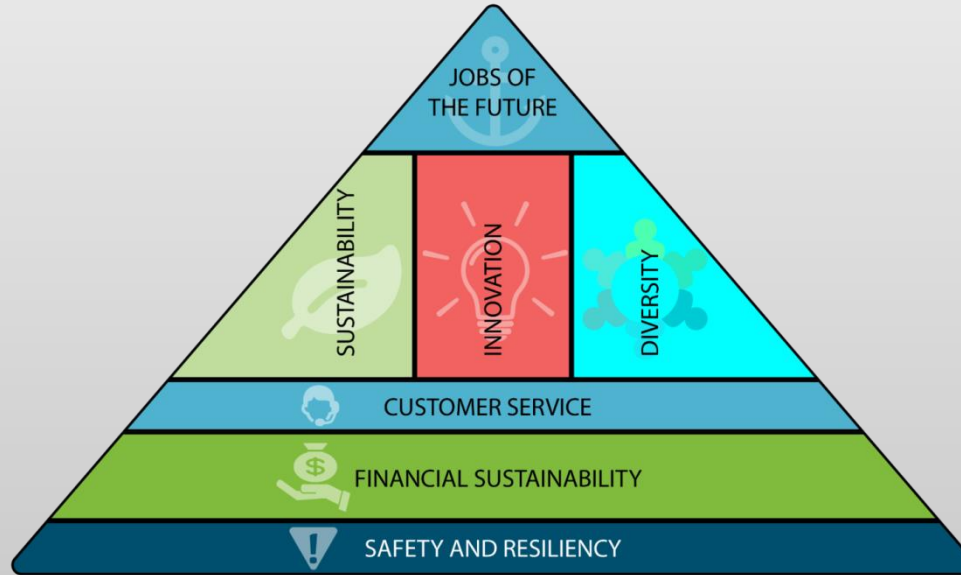 JOBS OF
THE FUTURE
SUSTAINABILITY
INNOVATION
DIVERSITY
CUSTOMER SERVICE
$
FINANCIAL SUSTAINABILITY
!
SAFETY AND RESILIENCY